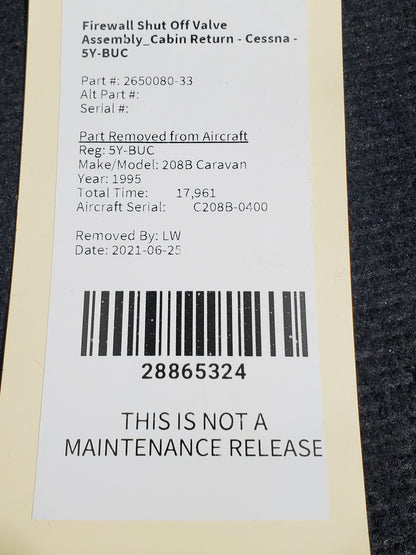 Firewall Shut Off Valve
Assembly_Cabin Return - Cessna -
5Y-BUC
Part #: 2650080-33
Alt Part #:
Serial #:
Part Removed from Aircraft
Reg: 5Y-BUC
Make/Model: 208B Caravan
Year: 1995
Total Time: 17,961
Aircraft Serial: C208B-0400
Removed By: LW
Date: 2021-06-25
28865324
THIS IS NOT A
MAINTENANCE RELEASE